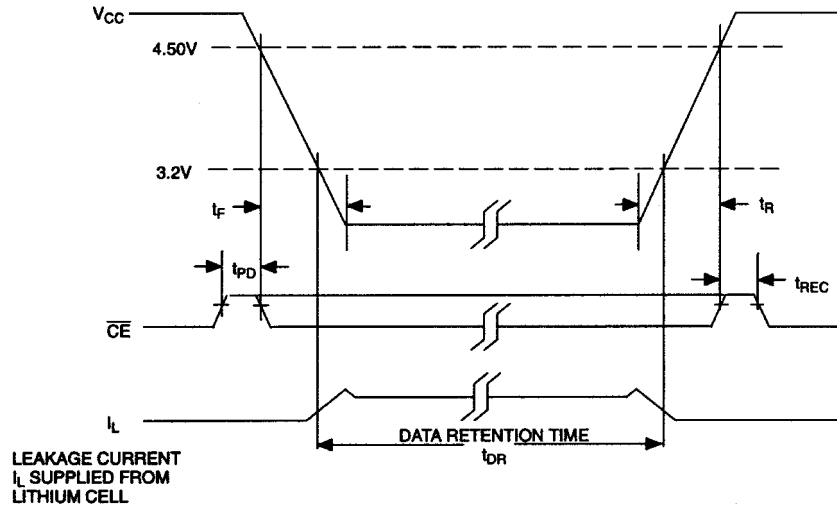 VCC
4.50V
3.2V
tF
tR
tPD
tREC
CE
IL
DATA RETENTION TIME
tDR
LEAKAGE CURRENT
IL SUPPLIED FROM
LITHIUM CELL